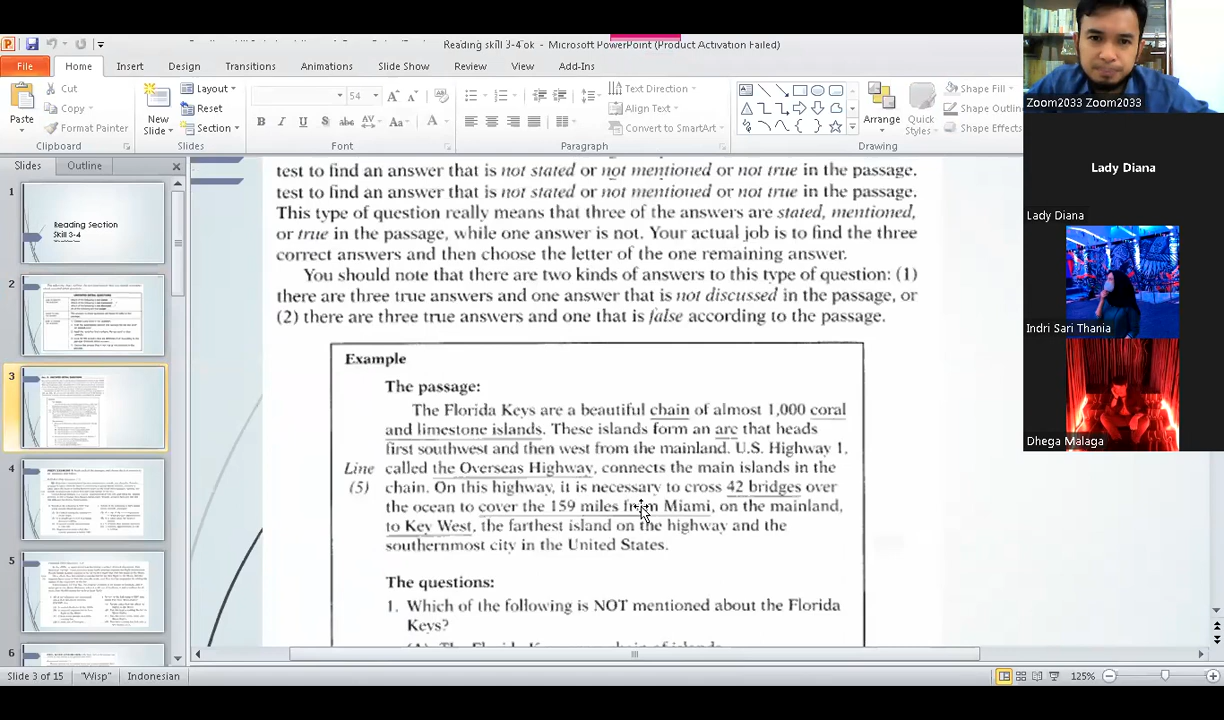 Reading skill 3-4 ok - Microsoft PowerPoint (Product Activation Failed)
File
Home
Insert
Design
Transitions
Animations
Slide Show
Review
View
Add-Ins
Paste
Cut
Copy
Format Painter
Clipboard
New
Slide
Layout
Reset
Section
Slides
54
B I U S abc AV Aa A
Font
Text Direction
Align Text
Convert to SmartArt
Paragraph
Arrange
Quick
Styles
Shape Fill
Shape Outlin
Shape Effects
Drawing
Slides
Outline
1
Reading Section
Skill 3-4
2
3
4
5
6
test to find an answer that is not stated or not mentioned or not true in the passage.
test to find an answer that is not stated or not mentioned or not true in the passage.
This type of question really means that three of the answers are stated, mentioned,
or true in the passage, while one answer is not. Your actual job is to find the three
correct answers and then choose the letter of the one remaining answer.
You should note that there are two kinds of answers to this type of question: (1)
there are three true answers and one answer that is not discussed in the passage, or
(2) there are three true answers and one that is false according to the passage.
Example
The passage:
The Florida Keys are a beautiful chain of almost 1,000 coral
and limestone islands. These islands form an arc that heads
first southwest and then west from the mainland. U.S. Highway 1,
Line called the Overseas Highway, connects the main islands in the
(5) chain. On this highway, it is necessary to cross 42 bridges over
the ocean to cover the 159 miles from Miami, on the mainland,
to Key West, the farthest island on the highway and the
southernmost city in the United States.
The questions:
1. Which of the following is NOT mentioned about the Florida
Keys?
Slide 3 of 15
"Wisp"
Indonesian
125%
Zoom2033 Zoom2033
Lady Diana
Lady Diana
Indri Sari Thania
Dhega Malaga